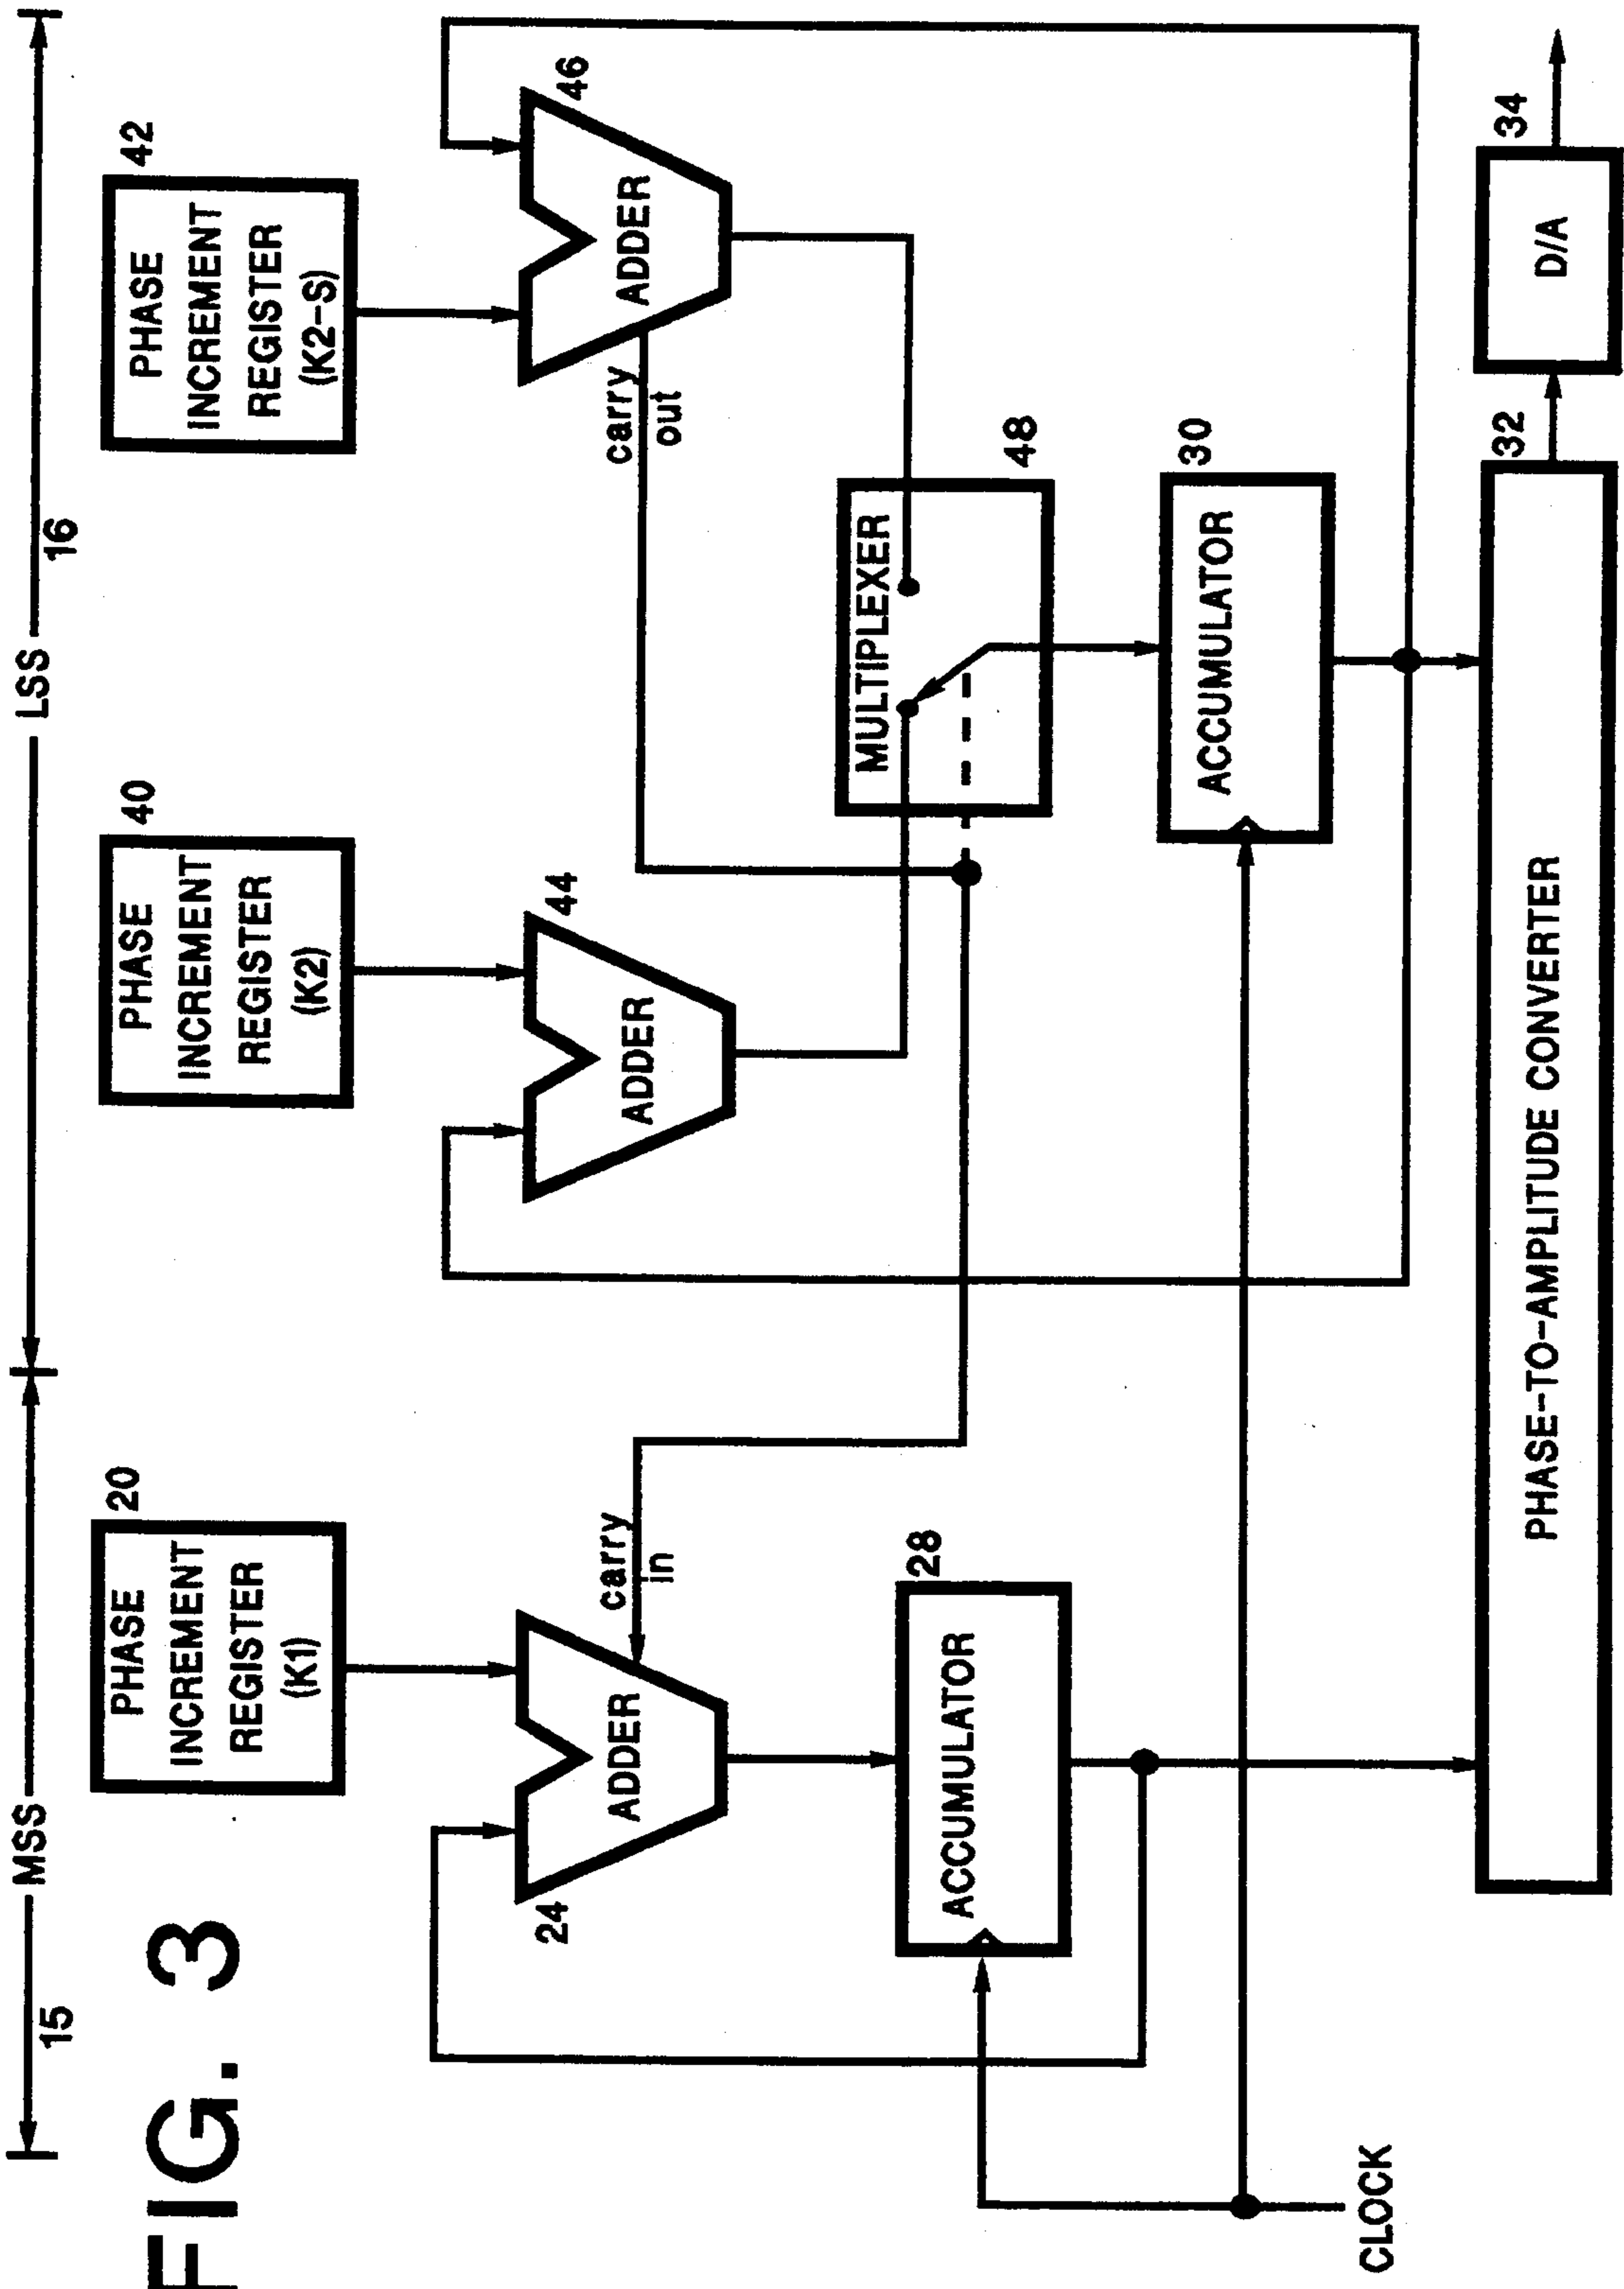 FIG. 3
MSS
15
LSS
16
PHASE
INCREMENT
REGISTER
(K1)
20
PHASE
INCREMENT
REGISTER
(K2)
40
PHASE
INCREMENT
REGISTER
(K2-S)
42
ADDER
24
carry
in
ADDER
44
ADDER
46
carry
out
MULTIPLEXER
48
ACCUMULATOR
28
ACCUMULATOR
30
CLOCK
PHASE-TO-AMPLITUDE CONVERTER
32
D/A
34